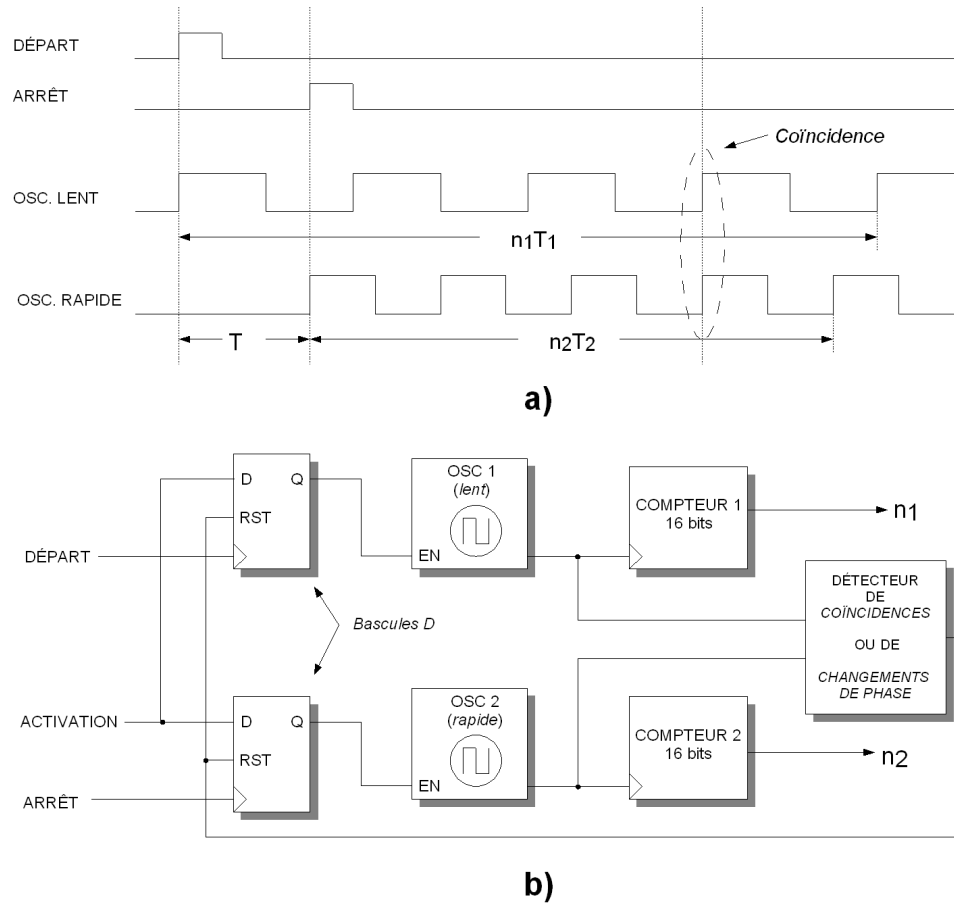 DÉPART
ARRÊT
Coïncidence
OSC. LENT
n1T1
OSC. RAPIDE
T
n2T2
a)
D Q
RST
DÉPART
OSC 1
(lent)
EN
COMPTEUR 1
16 bits
n1
Bascules D
DÉTECTEUR
DE
COÏNCIDENCES
OU DE
CHANGEMENTS
DE PHASE
ACTIVATION
D Q
RST
ARRÊT
OSC 2
(rapide)
EN
COMPTEUR 2
16 bits
n2
b)